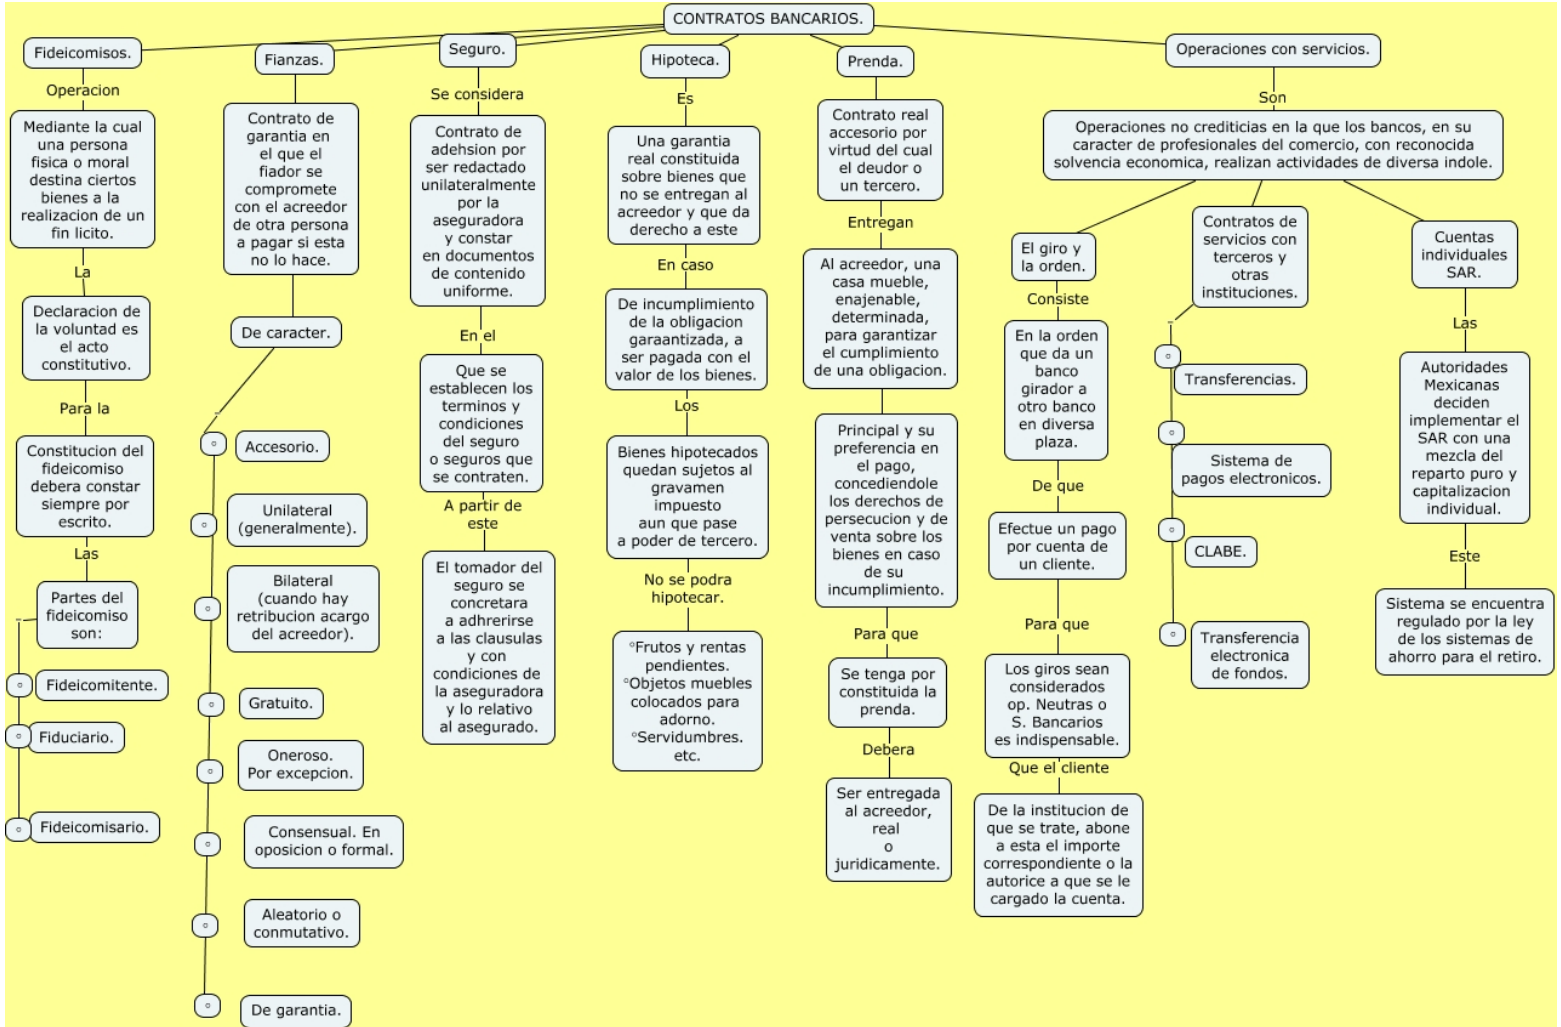 CONTRATOS BANCARIOS.
Fideicomisos.
Operacion
Mediante la cual
una persona
fisica o moral
destina ciertos
bienes a la
realizacion de un
fin licito.
La
Declaracion de
la voluntad es
el acto
constitutivo.
Para la
Constitucion del
fideicomiso
debera constar
siempre por
escrito.
Las
Partes del
fideicomiso
son:
° Fideicomitente.
° Fiduciario.
° Fideicomisario.
Fianzas.
Contrato de
garantia en
el que el
fiador se
compromete
con el acreedor
de otra persona
a pagar si esta
no lo hace.
De caracter.
° Accesorio.
° Unilateral
(generalmente).
° Bilateral
(cuando hay
retribucion acargo
del acreedor).
° Gratuito.
° Oneroso.
Por excepcion.
° Consensual. En
oposicion o formal.
° Aleatorio o
conmutativo.
° De garantia.
Seguro.
Se considera
Contrato de
adehsion por
ser redactado
unilateralmente
por la
aseguradora
y constar
en documentos
de contenido
uniforme.
En el
Que se
establecen los
terminos y
condiciones
del seguro
o seguros que
se contraten.
A partir de
este
El tomador del
seguro se
concretara
a adhrerirse
a las clausulas
y con
condiciones de
la aseguradora
y lo relativo
al asegurado.
Hipoteca.
Es
Una garantia
real constituida
sobre bienes que
no se entregan al
acreedor y que da
derecho a este
En caso
De incumplimiento
de la obligacion
garaantizada, a
ser pagada con el
valor de los bienes.
Los
Bienes hipotecados
quedan sujetos al
gravamen
impuesto
aun que pase
a poder de tercero.
No se podra
hipotecar.
°Frutos y rentas
pendientes.
°Objetos muebles
colocados para
adorno.
°Servidumbres.
etc.
Prenda.
Contrato real
accesorio por
virtud del cual
el deudor o
un tercero.
Entregan
Al acreedor, una
casa mueble,
enajenable,
determinada,
para garantizar
el cumplimiento
de una obligacion.
Principal y su
preferencia en
el pago,
concediendole
los derechos de
persecucion y de
venta sobre los
bienes en caso
de su
incumplimiento.
Para que
Se tenga por
constituida la
prenda.
Debera
Ser entregada
al acreedor,
real
o
juridicamente.
Operaciones con servicios.
Son
Operaciones no crediticias en la que los bancos, en su
caracter de profesionales del comercio, con reconocida
solvencia economica, realizan actividades de diversa indole.
El giro y
la orden.
Consiste
En la orden
que da un
banco
girador a
otro banco
en diversa
plaza.
De que
Efectue un pago
por cuenta de
un cliente.
Para que
Los giros sean
considerados
op. Neutras o
S. Bancarios
es indispensable.
Que el cliente
De la institucion de
que se trate, abone
a esta el importe
correspondiente o la
autorice a que se le
cargado la cuenta.
Contratos de
servicios con
terceros y
otras
instituciones.
° Transferencias.
° Sistema de
pagos electronicos.
° CLABE.
° Transferencia
electronica
de fondos.
Cuentas
individuales
SAR.
Las
Autoridades
Mexicanas
deciden
implementar el
SAR con una
mezcla del
reparto puro y
capitalizacion
individual.
Este
Sistema se encuentra
regulado por la ley
de los sistemas de
ahorro para el retiro.